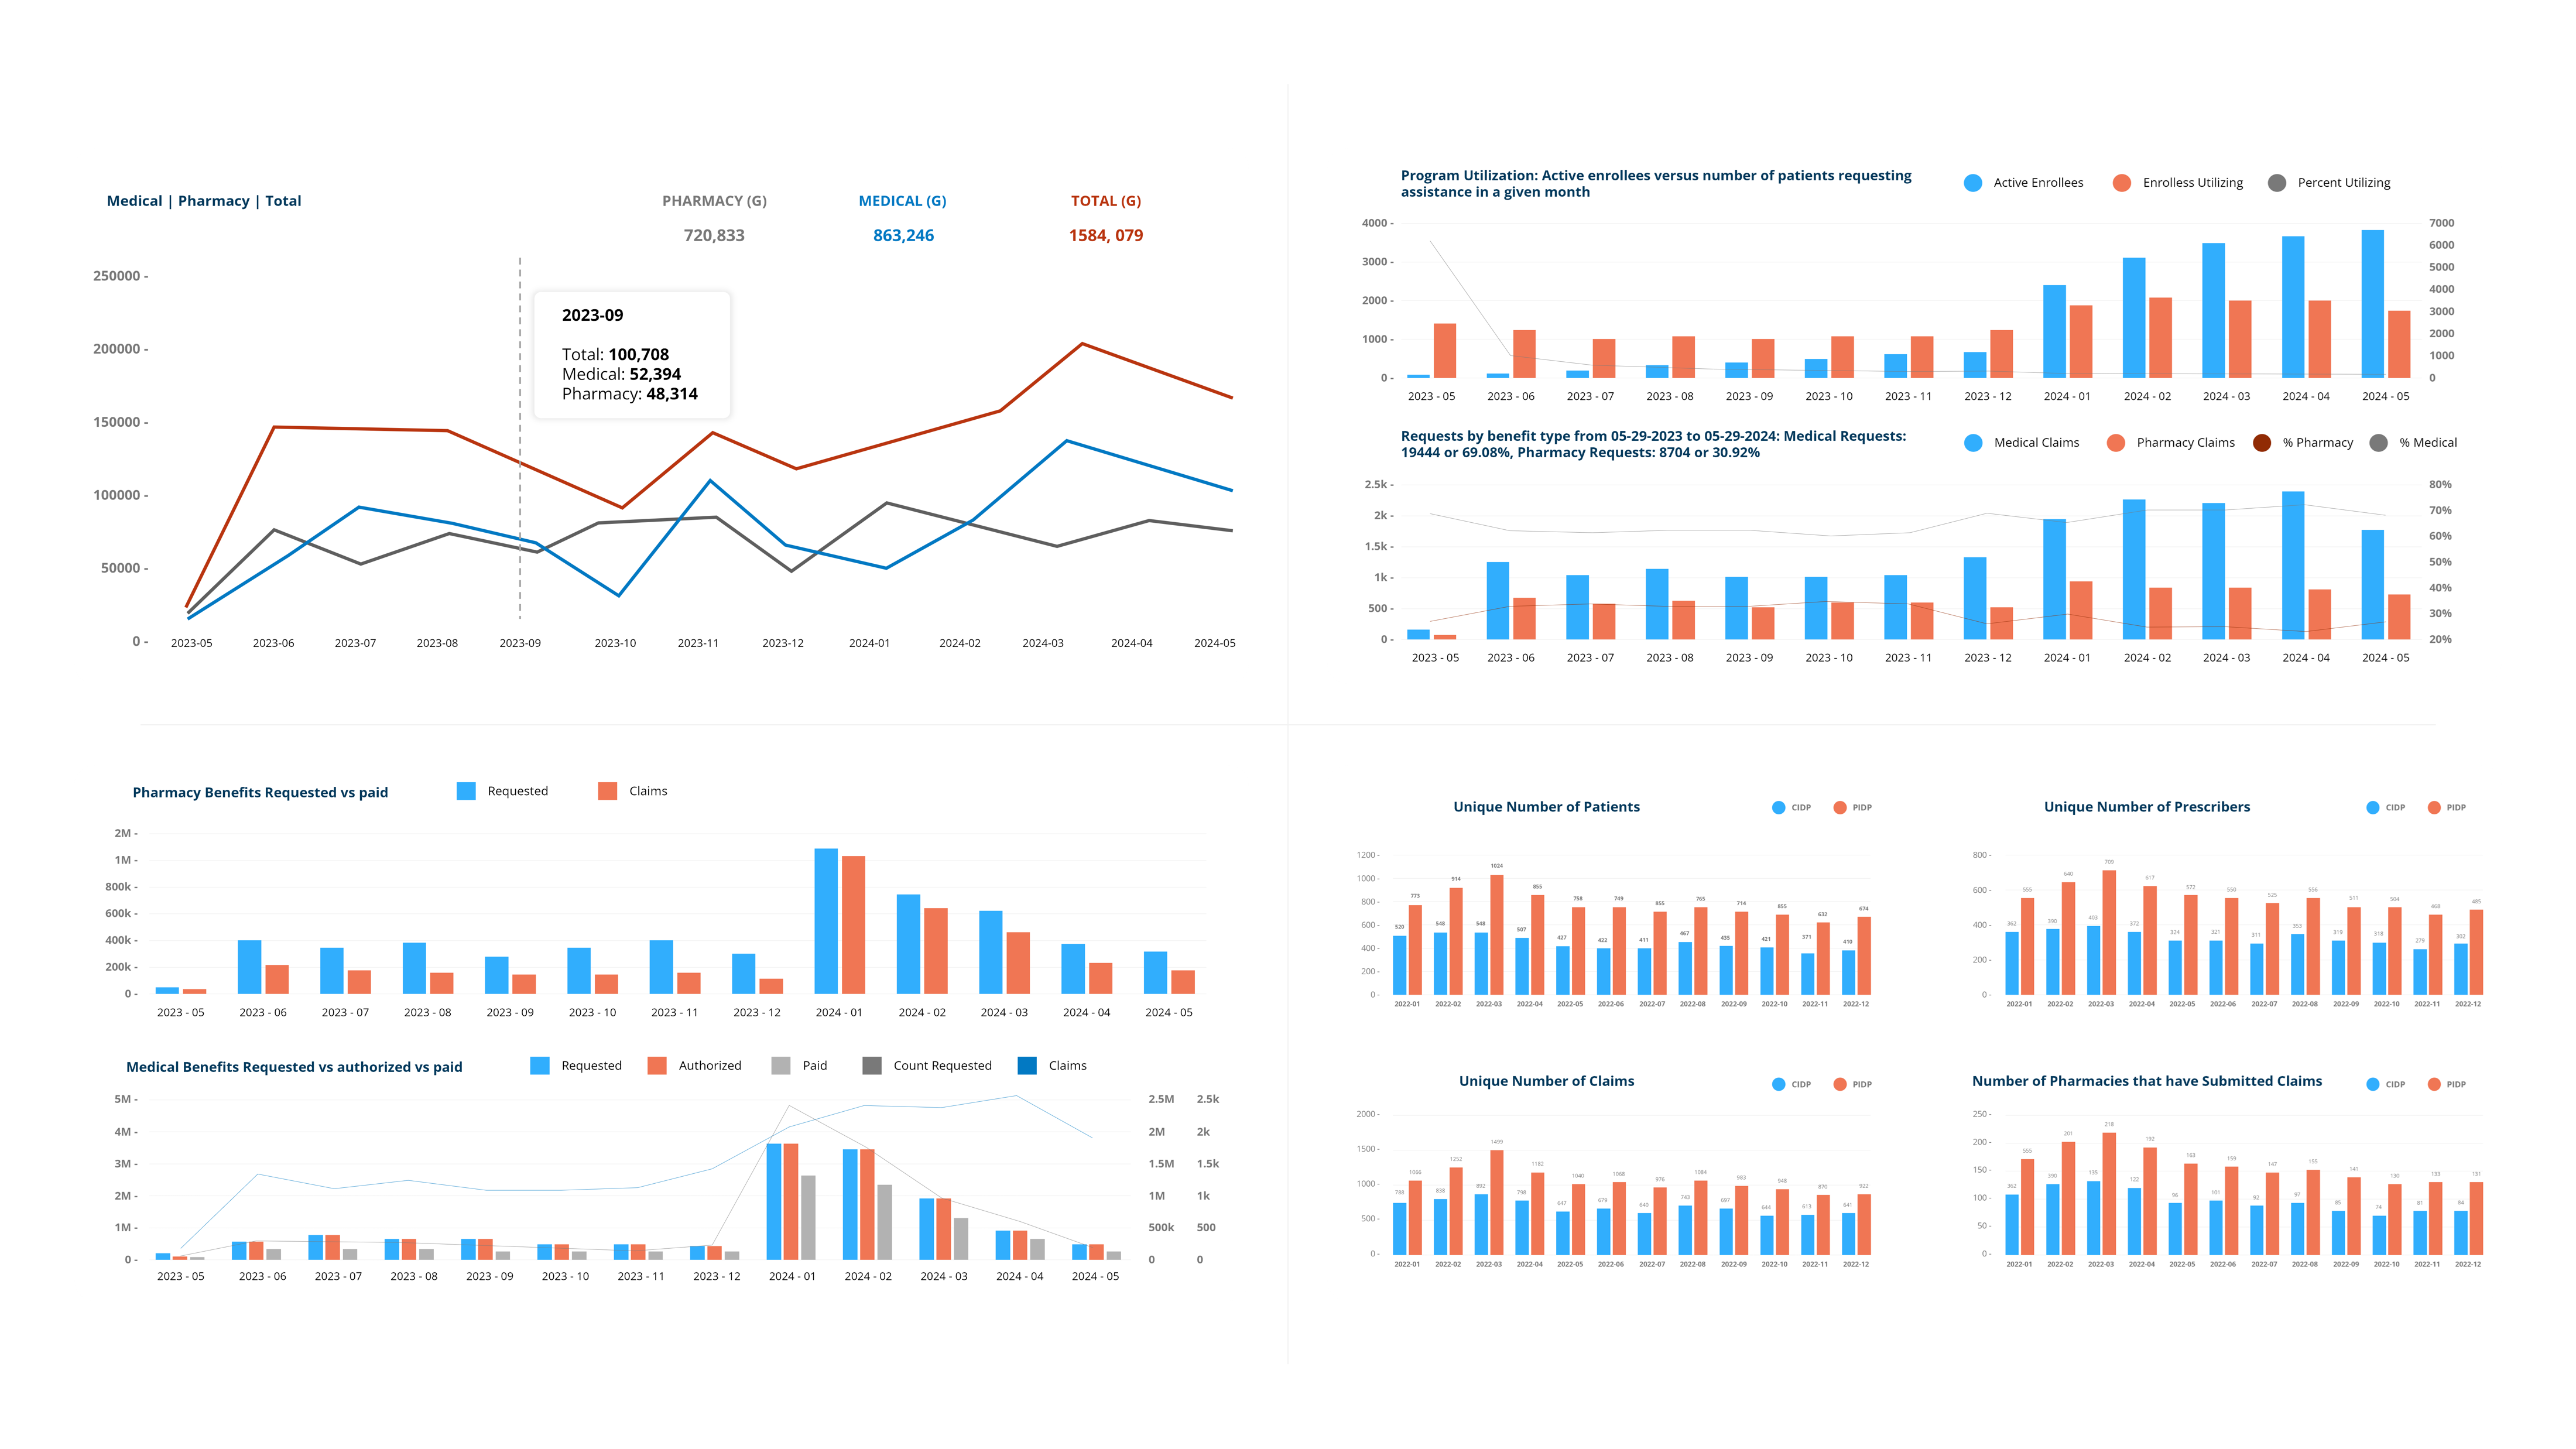 Medical | Pharmacy | Total
PHARMACY (G)
MEDICAL (G)
TOTAL (G)
720,833
863,246
1584, 079
250000 -
200000 -
150000 -
100000 -
50000 -
0 -
2023-09
Total: 100,708
Medical: 52,394
Pharmacy: 48,314
2023-05 2023-06 2023-07 2023-08 2023-09 2023-10 2023-11 2023-12 2024-01 2024-02 2024-03 2024-04 2024-05
Program Utilization: Active enrollees versus number of patients requesting
assistance in a given month
Active Enrollees
Enrolless Utilizing
Percent Utilizing
4000 -
3000 -
2000 -
1000 -
0 -
7000
6000
5000
4000
3000
2000
1000
0
2023 - 05 2023 - 06 2023 - 07 2023 - 08 2023 - 09 2023 - 10 2023 - 11 2023 - 12 2024 - 01 2024 - 02 2024 - 03 2024 - 04 2024 - 05
Requests by benefit type from 05-29-2023 to 05-29-2024: Medical Requests:
19444 or 69.08%, Pharmacy Requests: 8704 or 30.92%
Medical Claims
Pharmacy Claims
% Pharmacy
% Medical
2.5k -
2k -
1.5k -
1k -
500 -
0 -
80%
70%
60%
50%
40%
30%
20%
2023 - 05 2023 - 06 2023 - 07 2023 - 08 2023 - 09 2023 - 10 2023 - 11 2023 - 12 2024 - 01 2024 - 02 2024 - 03 2024 - 04 2024 - 05
Pharmacy Benefits Requested vs paid
Requested
Claims
2M -
1M -
800k -
600k -
400k -
200k -
0 -
2023 - 05 2023 - 06 2023 - 07 2023 - 08 2023 - 09 2023 - 10 2023 - 11 2023 - 12 2024 - 01 2024 - 02 2024 - 03 2024 - 04 2024 - 05
Medical Benefits Requested vs authorized vs paid
Requested
Authorized
Paid
Count Requested
Claims
5M -
4M -
3M -
2M -
1M -
0 -
2.5M 2.5k
2M 2k
1.5M 1.5k
1M 1k
500k 500
0 0
2023 - 05 2023 - 06 2023 - 07 2023 - 08 2023 - 09 2023 - 10 2023 - 11 2023 - 12 2024 - 01 2024 - 02 2024 - 03 2024 - 04 2024 - 05
Unique Number of Patients
CIDP
PIDP
1200 -
1000 -
800 -
600 -
400 -
200 -
0 -
520 773 548 914 548 1024 507 855 427 758 422 749 411 855 467 765 435 714 421 855 371 632 410 674
2022-01 2022-02 2022-03 2022-04 2022-05 2022-06 2022-07 2022-08 2022-09 2022-10 2022-11 2022-12
Unique Number of Prescribers
CIDP
PIDP
800 -
600 -
400 -
200 -
0 -
362 555 390 640 403 709 372 617 324 572 321 550 311 525 353 556 319 511 318 504 279 468 302 485
2022-01 2022-02 2022-03 2022-04 2022-05 2022-06 2022-07 2022-08 2022-09 2022-10 2022-11 2022-12
Unique Number of Claims
CIDP
PIDP
2000 -
1500 -
1000 -
500 -
0 -
788 1066 838 1252 892 1499 798 1182 647 1040 679 1068 640 976 743 1084 697 983 644 948 613 870 641 922
2022-01 2022-02 2022-03 2022-04 2022-05 2022-06 2022-07 2022-08 2022-09 2022-10 2022-11 2022-12
Number of Pharmacies that have Submitted Claims
CIDP
PIDP
250 -
200 -
150 -
100 -
50 -
0 -
362 555 390 201 135 218 122 192 96 163 101 159 92 147 97 155 85 141 74 130 81 133 84 131
2022-01 2022-02 2022-03 2022-04 2022-05 2022-06 2022-07 2022-08 2022-09 2022-10 2022-11 2022-12